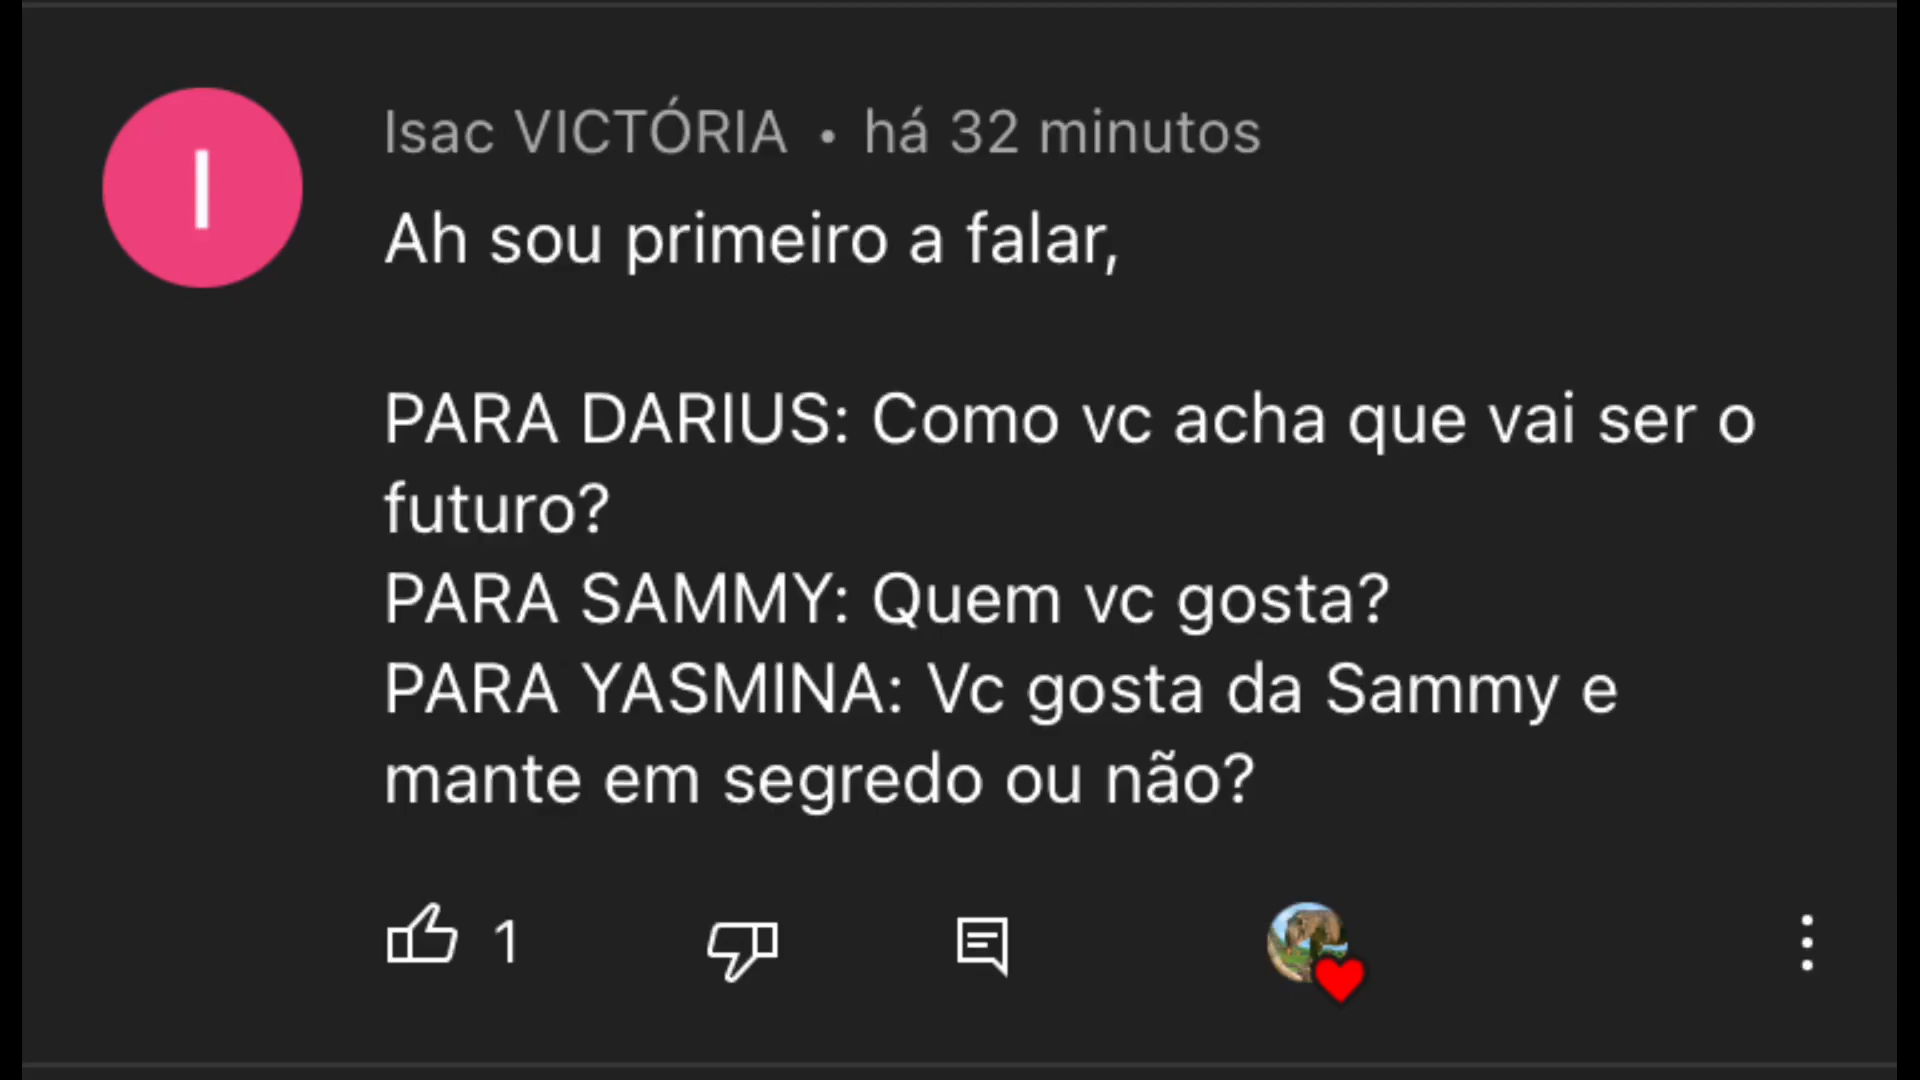 I
Isac VICTÓRIA • há 32 minutos
Ah sou primeiro a falar,
PARA DARIUS: Como vc acha que vai ser o
futuro?
PARA SAMMY: Quem vc gosta?
PARA YASMINA: Vc gosta da Sammy e
mante em segredo ou não?
1